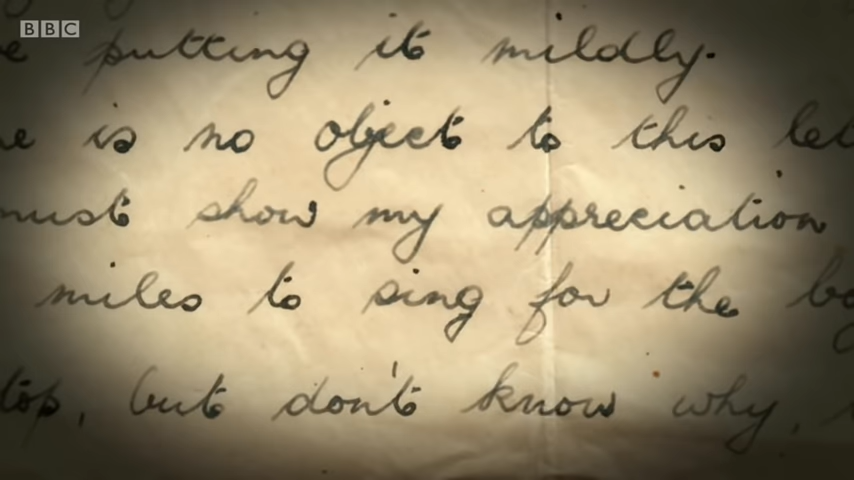 BBC
putting it mildly.
is no object to this
must show my appreciation
miles to sing for the
but don't know why,